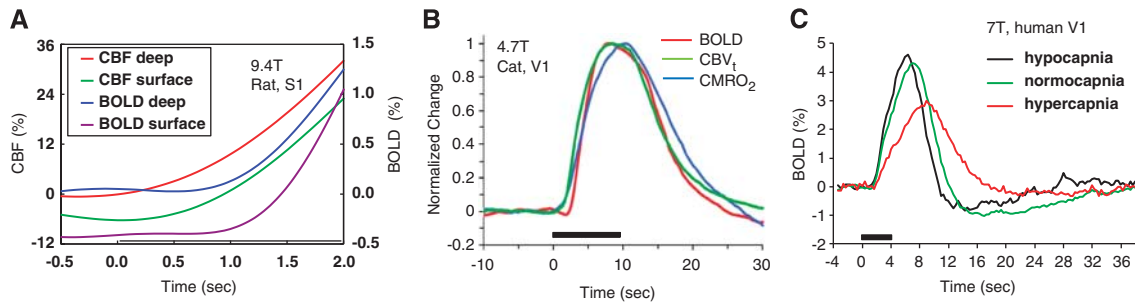 A
CBF deep
CBF surface
BOLD deep
BOLD surface
9.4T
Rat, S1
CBF (%)
36
24
12
0
-12
BOLD (%)
1.5
1.0
0.5
0.0
-0.5
-0.5 0.0 0.5 1.0 1.5 2.0
Time (sec)
B
4.7T
Cat, V1
BOLD
CBVt
CMRO2
Normalized Change
1
0.8
0.6
0.4
0.2
0
-0.2
-10 0 10 20 30
Time (sec)
C
7T, human V1
hypocapnia
normocapnia
hypercapnia
BOLD (%)
5
4
3
2
1
0
-1
-2
-4 0 4 8 12 16 20 24 28 32 36
Time (sec)